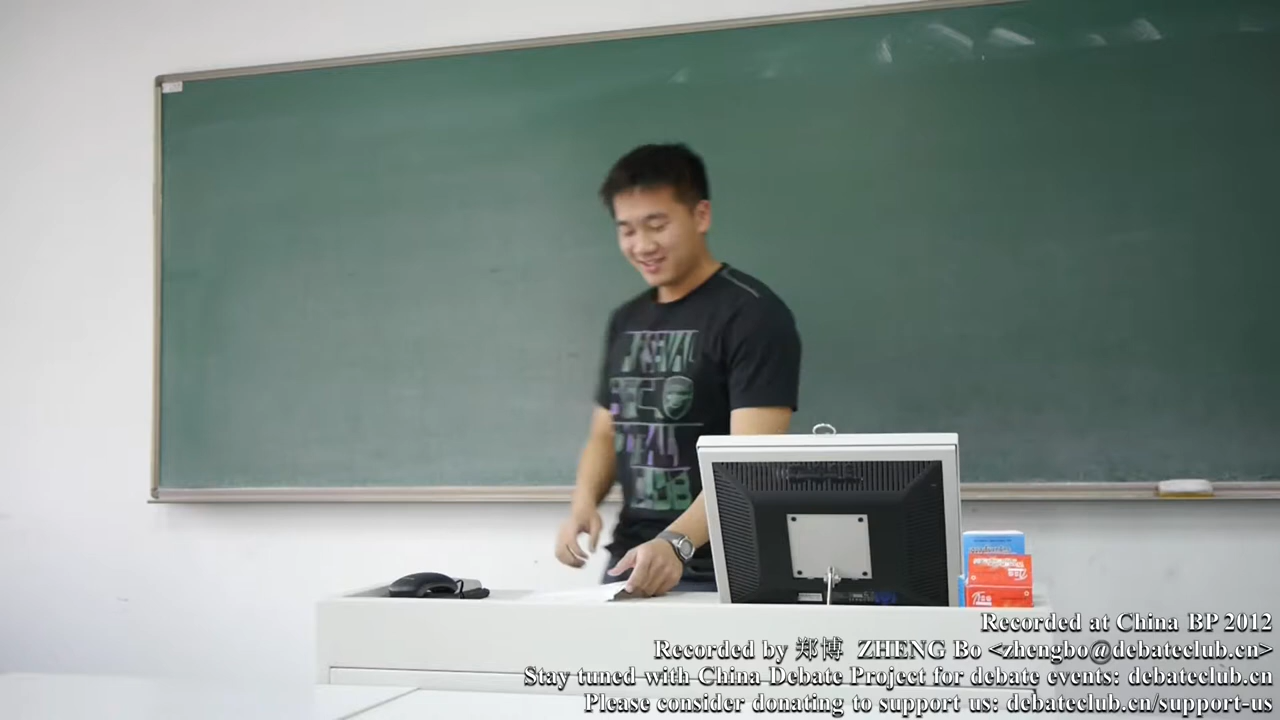 Recorded at China BP 2012
Recorded by 郑博 ZHENG Bo <zhengbo@debateclub.cn>
Stay tuned with China Debate Project for debate events: debateclub.cn
Please consider donating to support us: debateclub.cn/support-us